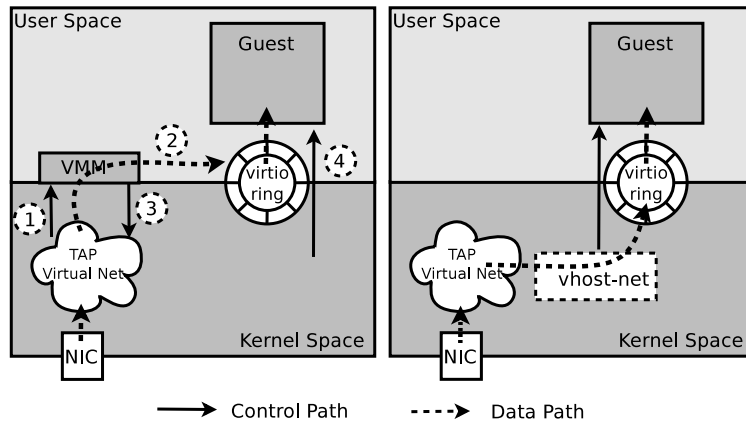 User Space
Guest
2
VMM
virtio
ring
4
1
3
TAP
Virtual Net
Kernel Space
NIC
User Space
Guest
virtio
ring
TAP
Virtual Net
vhost-net
Kernel Space
NIC
Control Path
Data Path